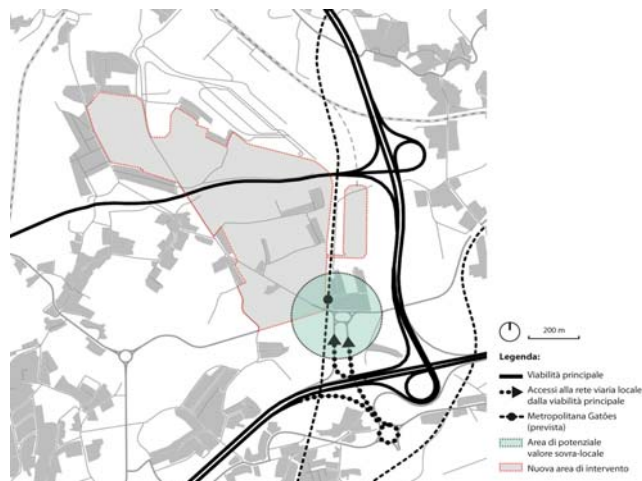 200 m
Legenda:
Viabilità principale
Accessi alla rete viaria locale
dalla viabilità principale
Metropolitana Gatões
(prevista)
Area di potenziale
valore sovra-locale
Nuova area di intervento